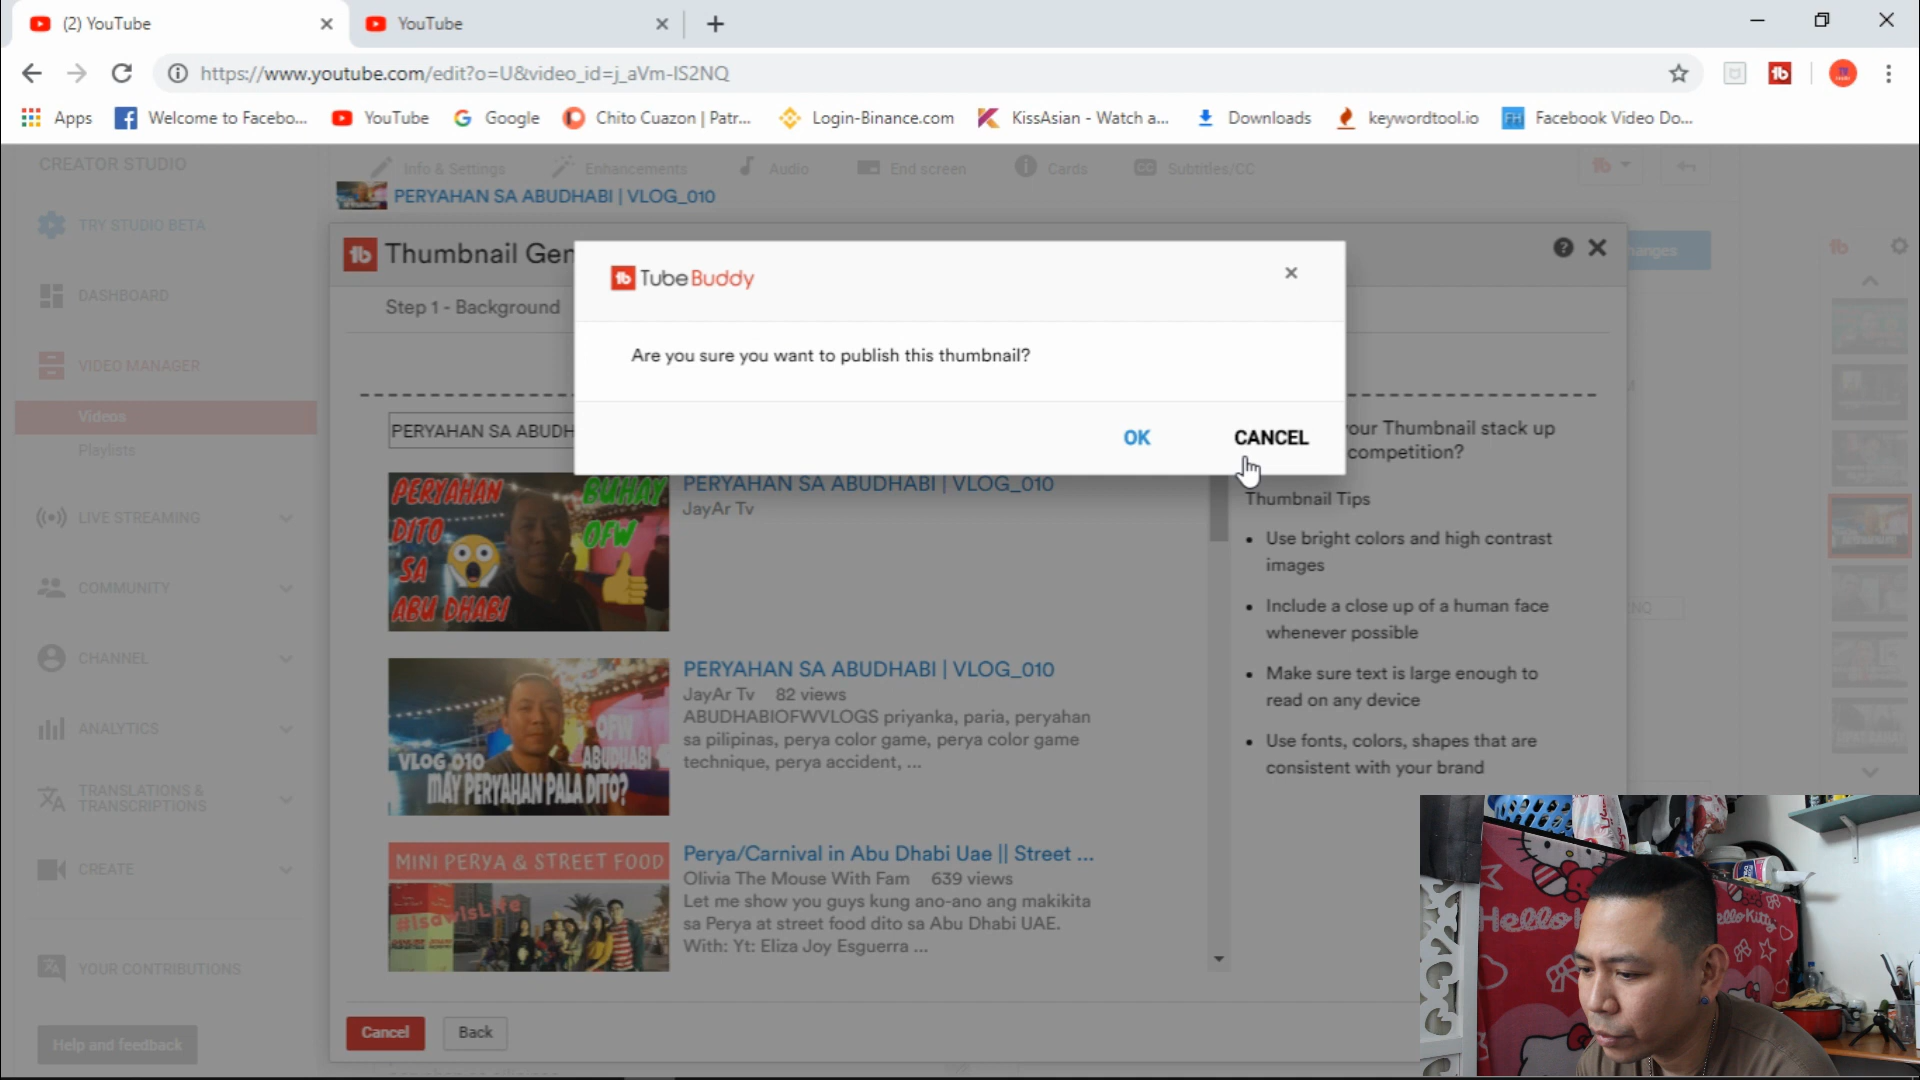 (2) YouTube
YouTube
https://www.youtube.com/edit?o=U&video_id=j_aVm-IS2NQ
Apps
Welcome to Facebo...
YouTube
Google
Chito Cuazon | Patr...
Login-Binance.com
KissAsian - Watch a...
Downloads
keywordtool.io
Facebook Video Do...
CREATOR STUDIO
Info & Settings
Enhancements
Audio
End screen
Cards
Subtitles/CC
PERYAHAN SA ABUDHABI | VLOG_010
TRY STUDIO BETA
DASHBOARD
VIDEO MANAGER
Videos
Playlists
LIVE STREAMING
COMMUNITY
CHANNEL
ANALYTICS
TRANSLATIONS &
TRANSCRIPTIONS
CREATE
YOUR CONTRIBUTIONS
Help and feedback
Thumbnail Gen
anges
Step 1 - Background
TubeBuddy
Are you sure you want to publish this thumbnail?
OK
CANCEL
PERYAHAN SA ABUDH
PERYAHAN
DITO
SA
ABU DHABI
BUHAY
OFW
PERYAHAN SA ABUDHABI | VLOG_010
JayAr Tv
VLOG 010
OFW
ABUDHABI
MAY PERYAHAN PALA DITO?
PERYAHAN SA ABUDHABI | VLOG_010
JayAr Tv 82 views
ABUDHABIOFWVLOGS priyanka, paria, peryahan
sa pilipinas, perya color game, perya color game
technique, perya accident, ...
MINI PERYA & STREET FOOD
#IsawIsLife
Perya/Carnival in Abu Dhabi Uae || Street ...
Olivia The Mouse With Fam 639 views
Let me show you guys kung ano-ano ang makikita
sa Perya at street food dito sa Abu Dhabi UAE.
With: Yt: Eliza Joy Esguerra ...
our Thumbnail stack up
competition?
Thumbnail Tips
• Use bright colors and high contrast
images
• Include a close up of a human face
whenever possible
• Make sure text is large enough to
read on any device
• Use fonts, colors, shapes that are
consistent with your brand
Cancel
Back
Hello Kitty